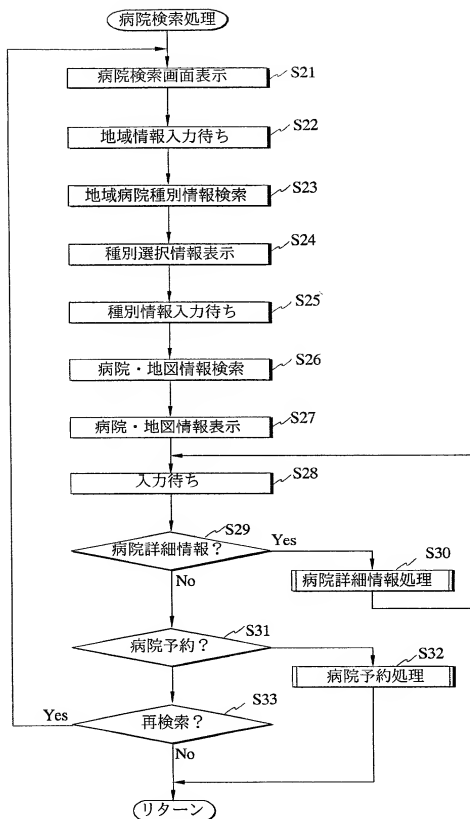 病院検索処理
病院検索画面表示 S21
地域情報入力待ち S22
地域病院種別情報検索 S23
種別選択情報表示 S24
種別情報入力待ち S25
病院・地図情報検索 S26
病院・地図情報表示 S27
入力待ち S28
病院詳細情報？ S29
Yes
No
病院詳細情報処理 S30
病院予約？ S31
病院予約処理 S32
再検索？ S33
Yes
No
リターン